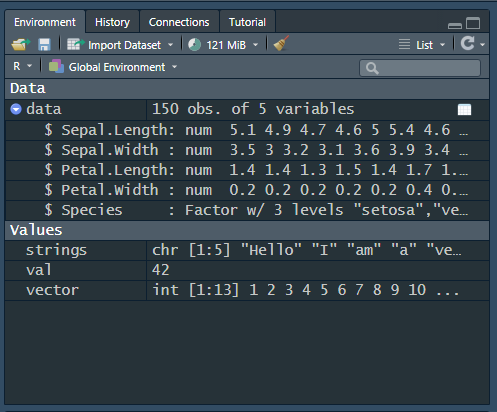 Environment History Connections Tutorial
Import Dataset 121 MiB List
R Global Environment
Data
data 150 obs. of 5 variables
$ Sepal.Length: num 5.1 4.9 4.7 4.6 5 5.4 4.6 …
$ Sepal.Width : num 3.5 3 3.2 3.1 3.6 3.9 3.4 …
$ Petal.Length: num 1.4 1.4 1.3 1.5 1.4 1.7 1.…
$ Petal.Width : num 0.2 0.2 0.2 0.2 0.2 0.4 0.…
$ Species : Factor w/ 3 levels "setosa","ve…
Values
strings chr [1:5] "Hello" "I" "am" "a" "ve…
val 42
vector int [1:13] 1 2 3 4 5 6 7 8 9 10 ...